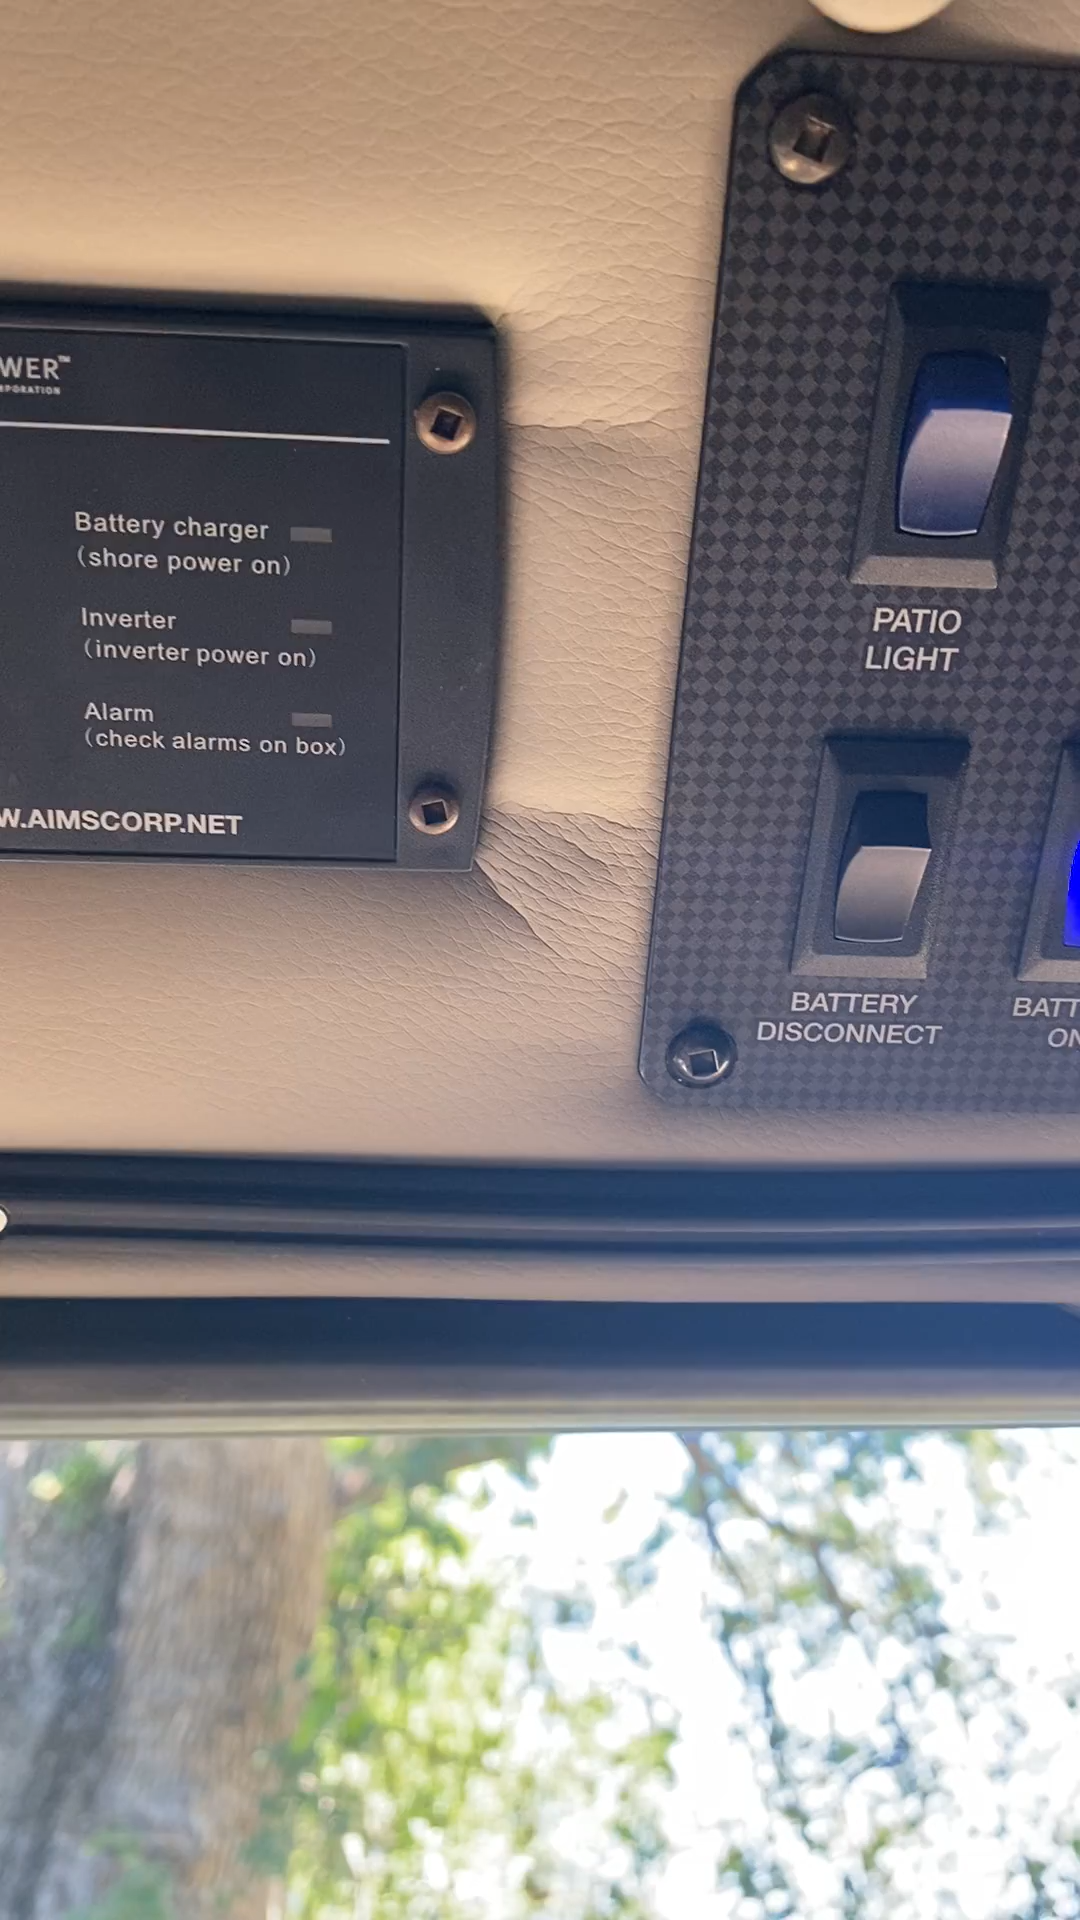 WER™
Battery charger
(shore power on)
Inverter
(inverter power on)
Alarm
(check alarms on box)
W.AIMSCORP.NET
PATIO
LIGHT
BATTERY
DISCONNECT
BATT
ON